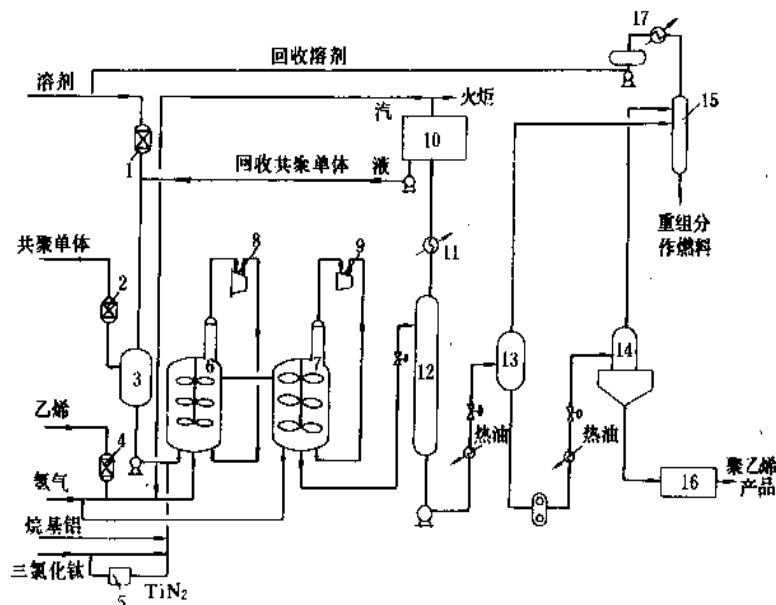 17
回收溶剂
溶剂
火炬
汽
10
15
1
回收共聚单体
液
重组分
作燃料
共聚单体
8
9
11
2
6
7
3
12
13
14
乙烯
4
热油
热油
氢气
16
聚乙烯
产品
烷基铝
三氯化钛
5
TiN₂